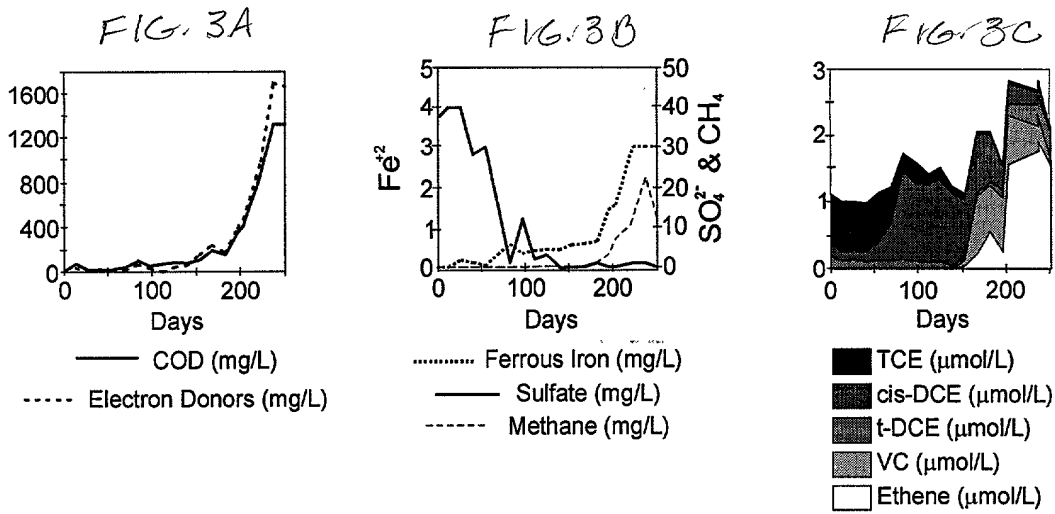 FIG. 3A
1600
1200
800
400
0
0 100 200
Days
COD (mg/L)
Electron Donors (mg/L)
FIG. 3B
5
4
3
2
1
0
Fe+2
50
40
30
20
10
0
SO4 2- & CH4
0 100 200
Days
Ferrous Iron (mg/L)
Sulfate (mg/L)
Methane (mg/L)
FIG. 3C
3
2
1
0
0 100 200
Days
TCE (μmol/L)
cis-DCE (μmol/L)
t-DCE (μmol/L)
VC (μmol/L)
Ethene (μmol/L)